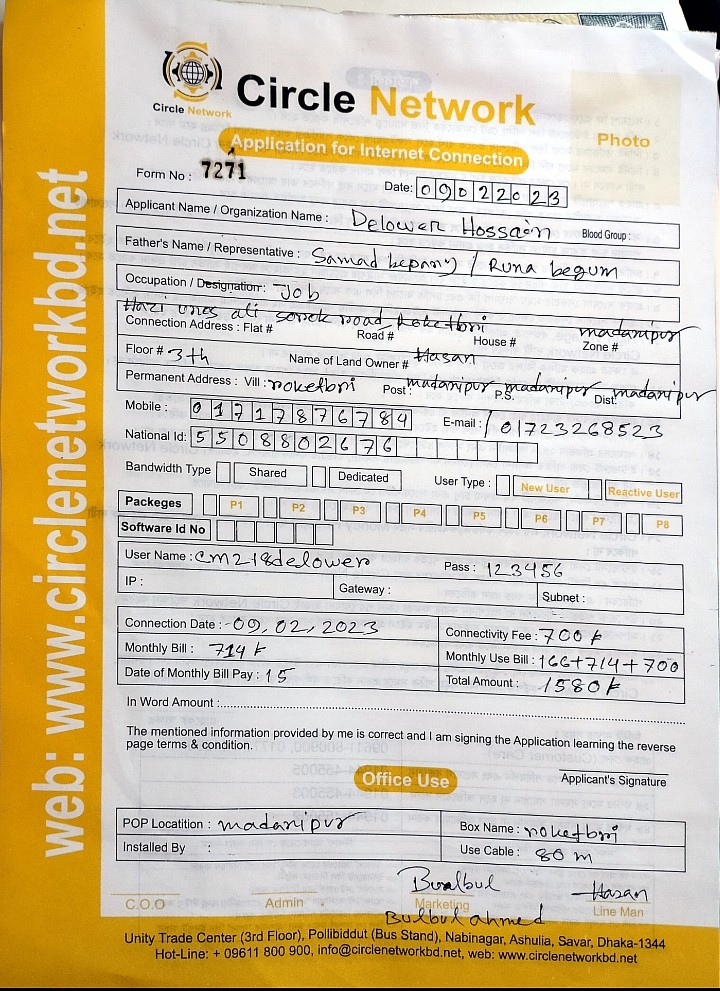 Circle Network
Circle Network
Photo
Application for Internet Connection
Form No : 7271
Date: 09022023
Applicant Name / Organization Name : Delower Hossain Blood Group :
Father's Name / Representative : Samad bepary / Runa begum
Occupation / Designation : Job
Hazi unes ali sorok road, roketbri madanipur
Connection Address : Flat # Road # House # Zone #
Floor # 3th Name of Land Owner # Hasan
Permanent Address : Vill : roketbri Post : madanipur P.S. madanipur Dist. madanipur
Mobile : 01717876784 E-mail : / 01723268523
National Id: 5508802676
Bandwidth Type Shared Dedicated User Type : New User Reactive User
Packeges P1 P2 P3 P4 P5 P6 P7 P8
Software Id No
User Name : cm218delower Pass : 123456
IP : Gateway : Subnet :
Connection Date : -09,02,2023 Connectivity Fee : 700 ৳
Monthly Bill : 714 ৳ Monthly Use Bill : 166+714+700
Date of Monthly Bill Pay : 15 Total Amount : 1580 ৳
In Word Amount :
The mentioned information provided by me is correct and I am signing the Application learning the reverse
page terms & condition.
Applicant's Signature
Office Use
POP Locatition : madanipur Box Name : roketbri
Installed By : Use Cable : 80 m
Bulbul Hasan
C.O.O Admin Marketing Line Man
Bulbul ahmed
Unity Trade Center (3rd Floor), Pollibiddut (Bus Stand), Nabinagar, Ashulia, Savar, Dhaka-1344
Hot-Line: + 09611 800 900, info@circlenetworkbd.net, web: www.circlenetworkbd.net
web: www.circlenetworkbd.net